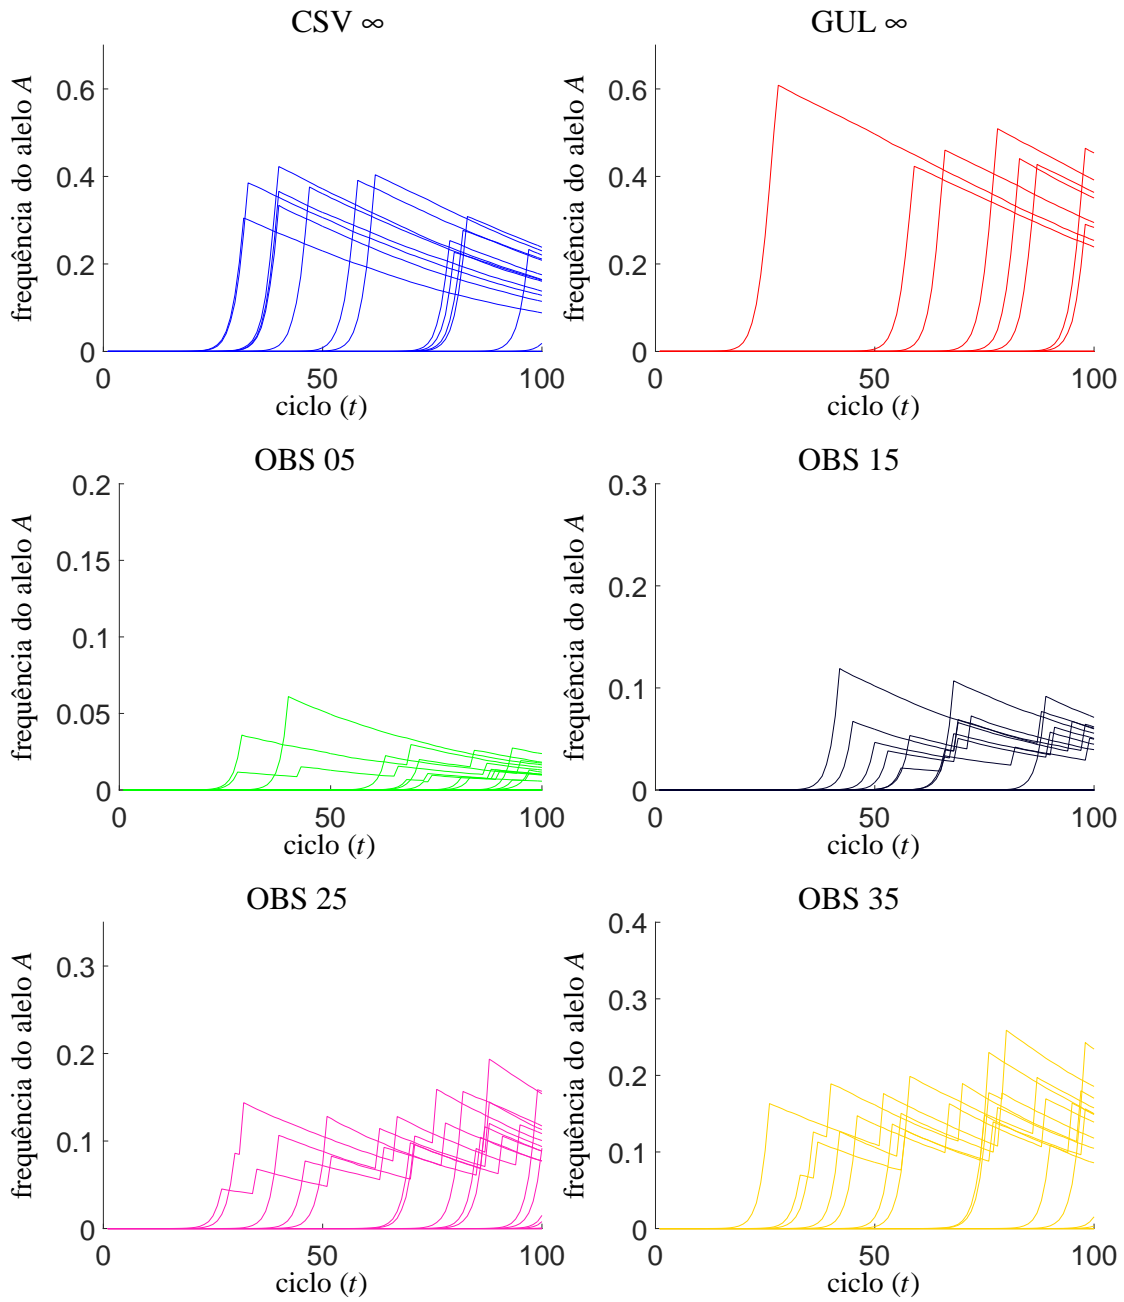 CSV ∞
GUL ∞
frequência do alelo A
0.6
0.4
0.2
0
0
50
100
ciclo (t)
frequência do alelo A
0.6
0.4
0.2
0
0
50
100
ciclo (t)
OBS 05
OBS 15
frequência do alelo A
0.2
0.15
0.1
0.05
0
0
50
100
ciclo (t)
frequência do alelo A
0.3
0.2
0.1
0
0
50
100
ciclo (t)
OBS 25
OBS 35
frequência do alelo A
0.3
0.2
0.1
0
0
50
100
ciclo (t)
frequência do alelo A
0.4
0.3
0.2
0.1
0
0
50
100
ciclo (t)